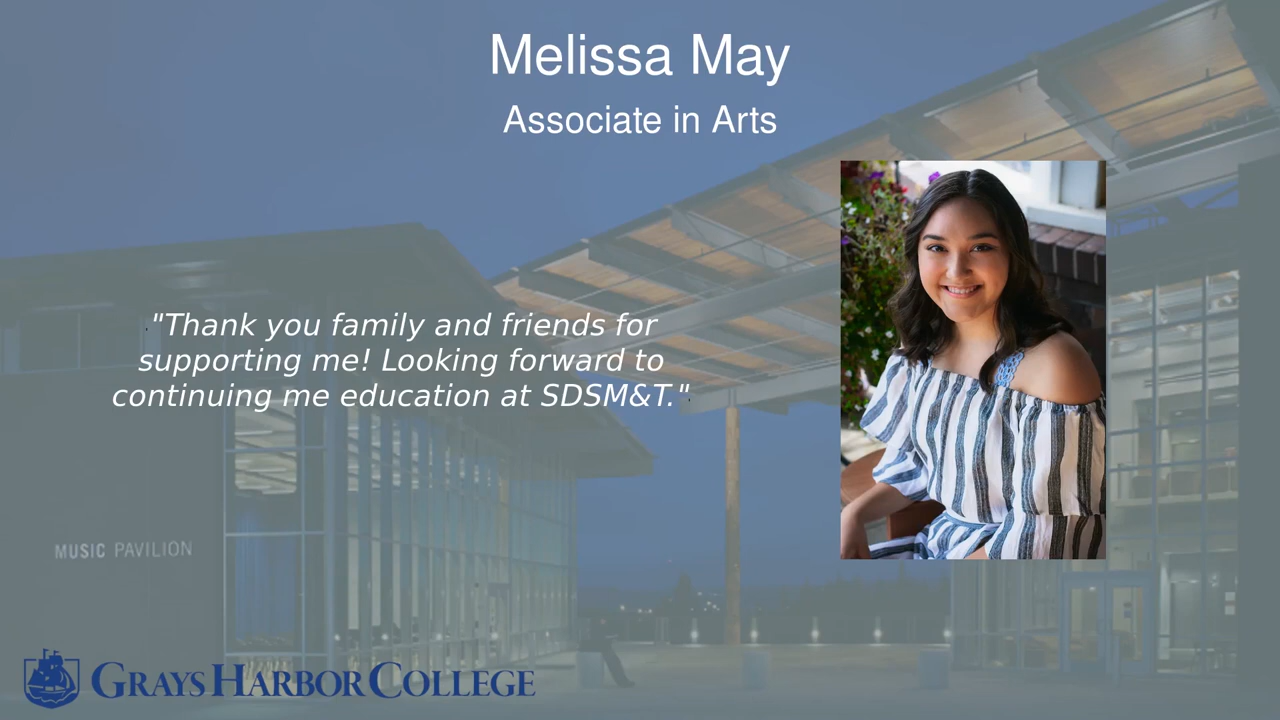 Melissa May
Associate in Arts
"Thank you family and friends for
supporting me! Looking forward to
continuing me education at SDSM&T."
MUSIC PAVILION
GRAYS HARBOR COLLEGE